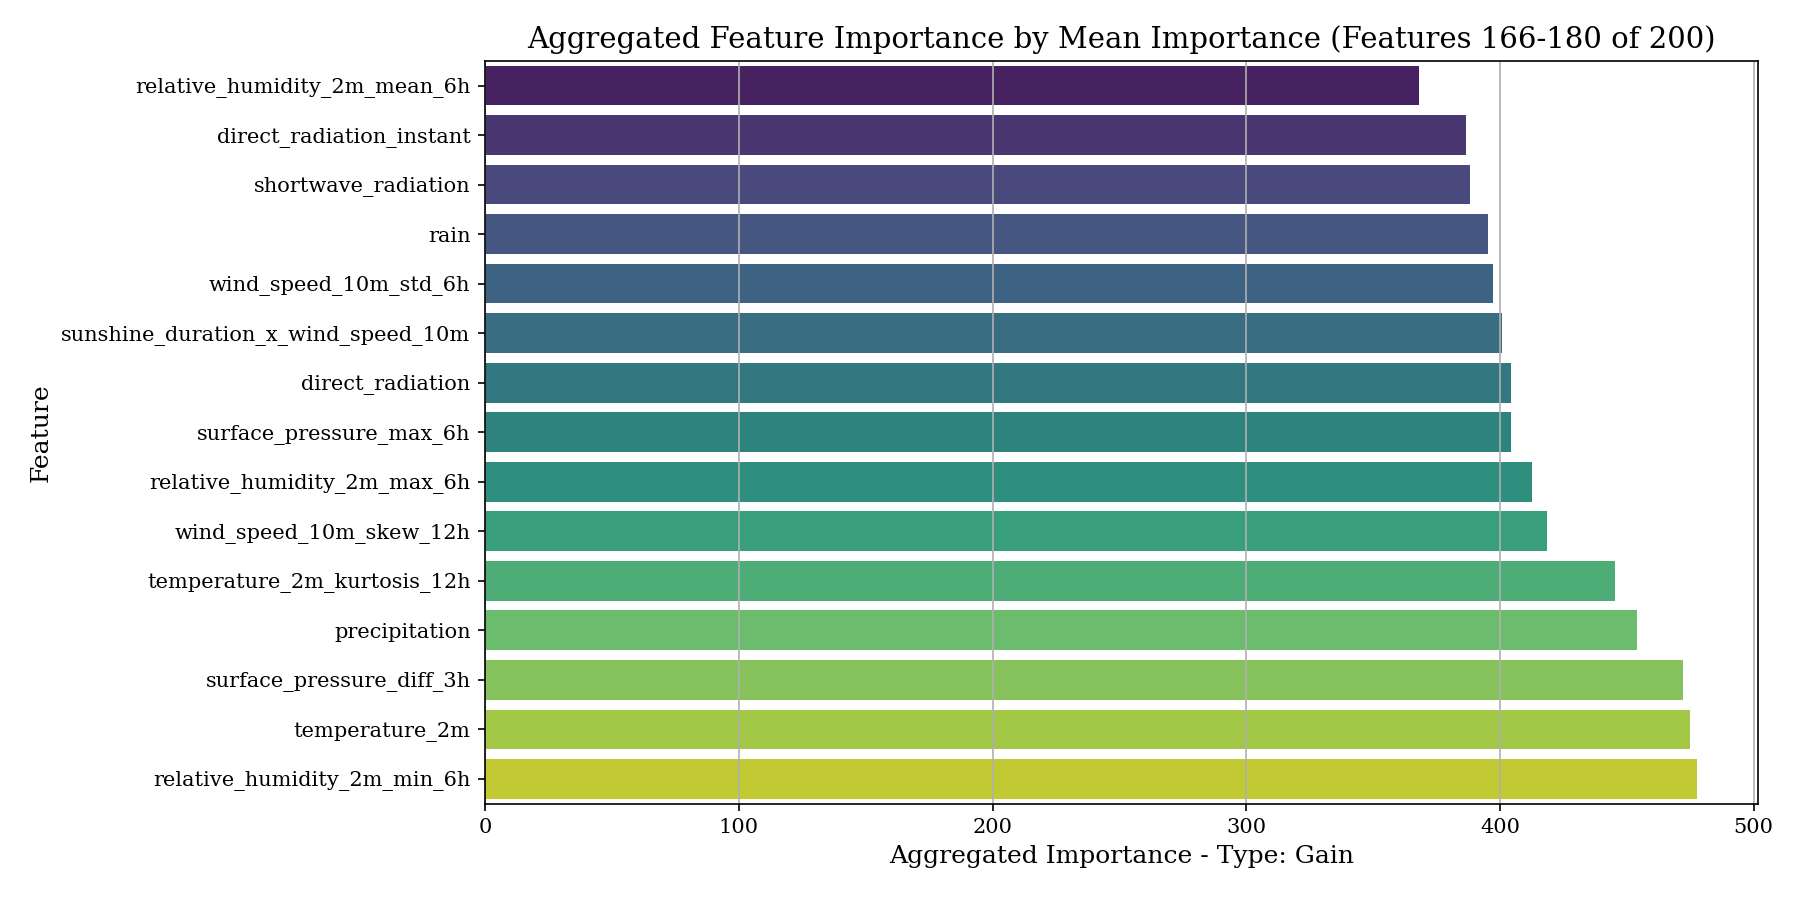 Aggregated Feature Importance by Mean Importance (Features 166-180 of 200)
Feature
relative_humidity_2m_mean_6h
direct_radiation_instant
shortwave_radiation
rain
wind_speed_10m_std_6h
sunshine_duration_x_wind_speed_10m
direct_radiation
surface_pressure_max_6h
relative_humidity_2m_max_6h
wind_speed_10m_skew_12h
temperature_2m_kurtosis_12h
precipitation
surface_pressure_diff_3h
temperature_2m
relative_humidity_2m_min_6h
0 100 200 300 400 500
Aggregated Importance - Type: Gain